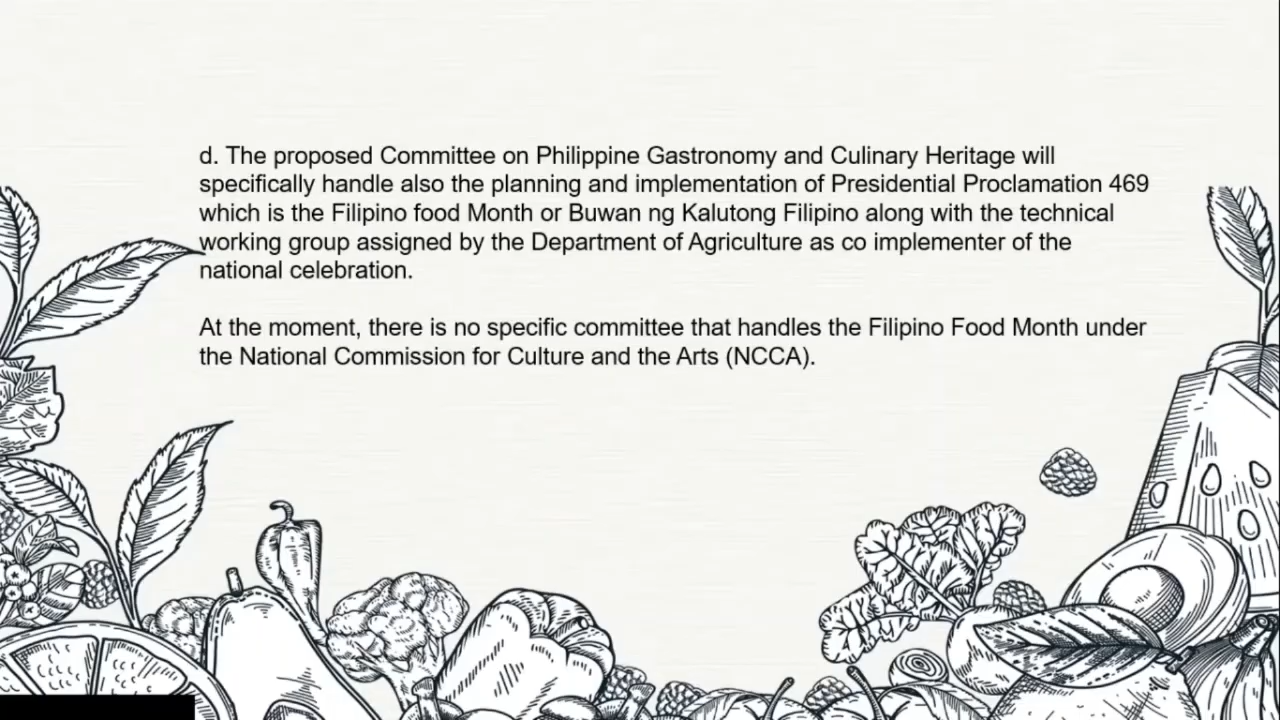 d. The proposed Committee on Philippine Gastronomy and Culinary Heritage will
specifically handle also the planning and implementation of Presidential Proclamation 469
which is the Filipino food Month or Buwan ng Kalutong Filipino along with the technical
working group assigned by the Department of Agriculture as co implementer of the
national celebration.
At the moment, there is no specific committee that handles the Filipino Food Month under
the National Commission for Culture and the Arts (NCCA).